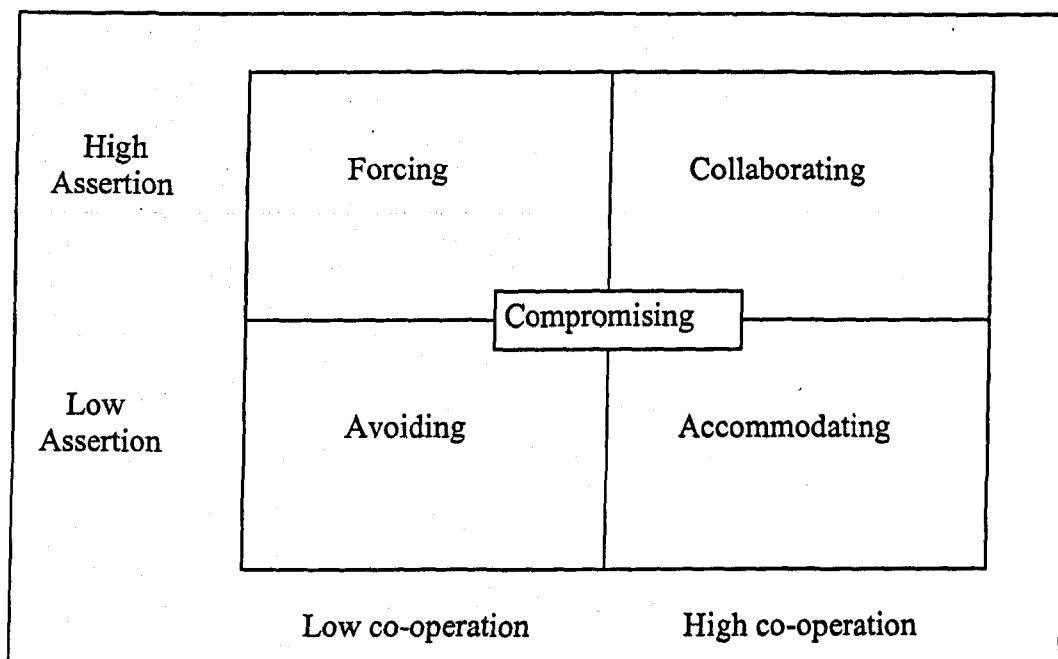 High
Assertion
Forcing
Collaborating
Compromising
Low
Assertion
Avoiding
Accommodating
Low co-operation
High co-operation